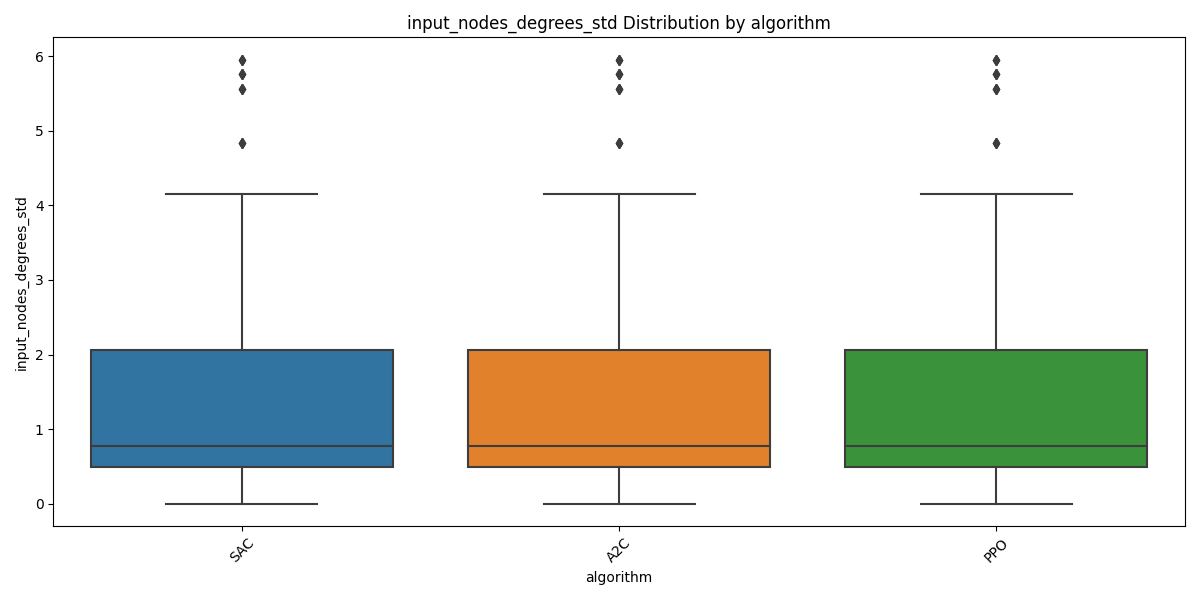 input_nodes_degrees_std Distribution by algorithm
input_nodes_degrees_std
6
5
4
3
2
1
0
SAC
A2C
PPO
algorithm